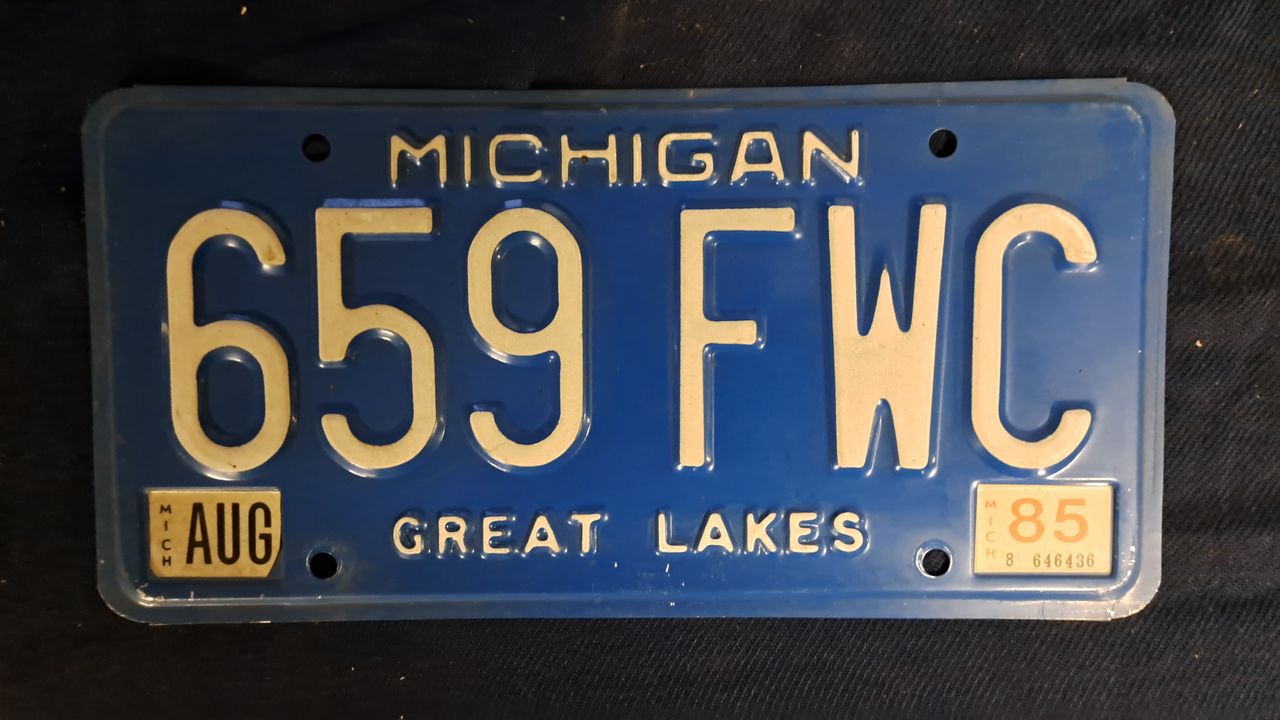 MICHIGAN
659 FWC
MICH AUG
GREAT LAKES
MICH 85
8 646436